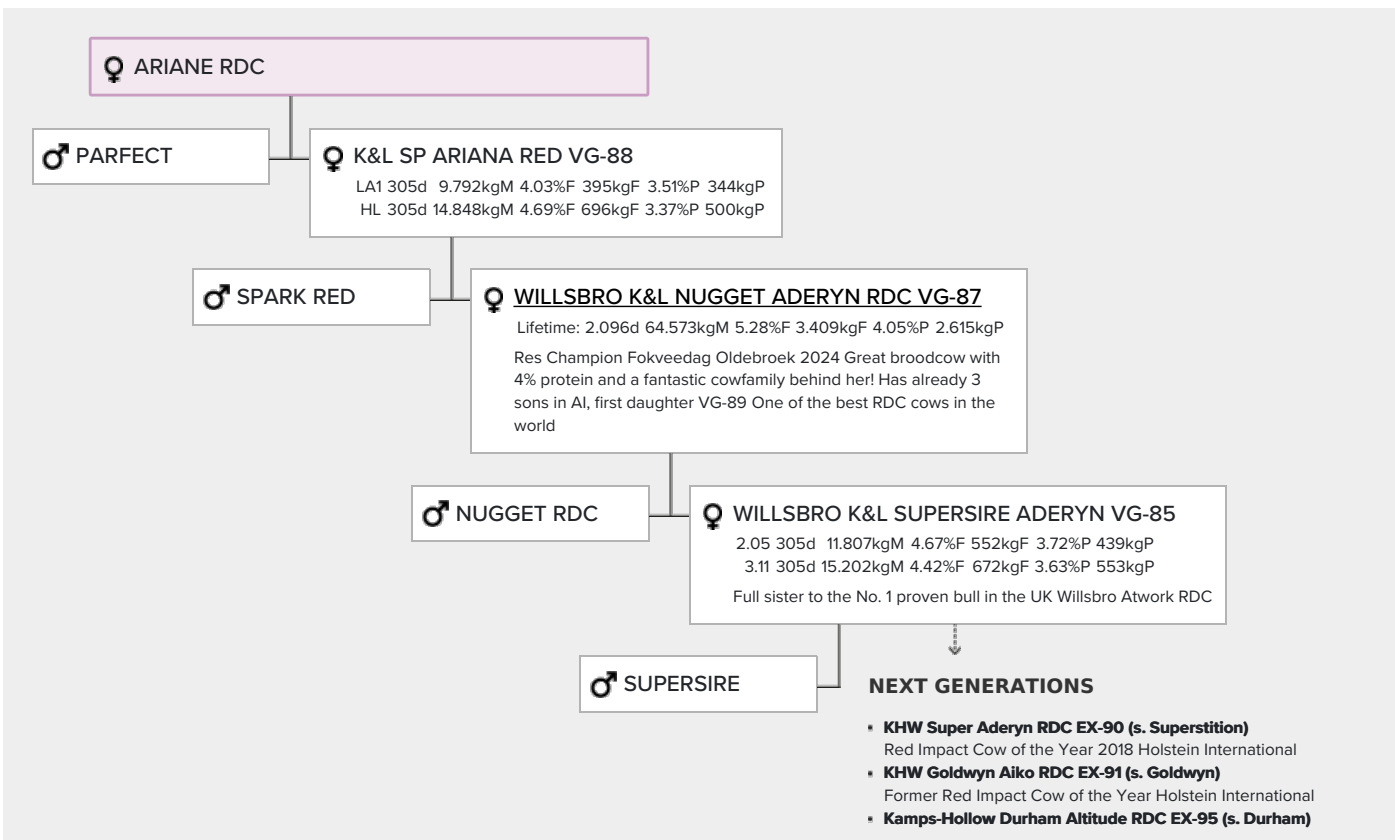 ARIANE RDC
PARFECT
K&L SP ARIANA RED VG-88
LA1 305d 9.792kgM 4.03%F 395kgF 3.51%P 344kgP
HL 305d 14.848kgM 4.69%F 696kgF 3.37%P 500kgP
SPARK RED
WILLSBRO K&L NUGGET ADERYN RDC VG-87
Lifetime: 2.096d 64.573kgM 5.28%F 3.409kgF 4.05%P 2.615kgP
Res Champion Fokveedag Oldebroek 2024 Great broodcow with
4% protein and a fantastic cowfamily behind her! Has already 3
sons in AI, first daughter VG-89 One of the best RDC cows in the
world
NUGGET RDC
WILLSBRO K&L SUPERSIRE ADERYN VG-85
2.05 305d 11.807kgM 4.67%F 552kgF 3.72%P 439kgP
3.11 305d 15.202kgM 4.42%F 672kgF 3.63%P 553kgP
Full sister to the No. 1 proven bull in the UK Willsbro Atwork RDC
SUPERSIRE
NEXT GENERATIONS
KHW Super Aderyn RDC EX-90 (s. Superstition)
Red Impact Cow of the Year 2018 Holstein International
KHW Goldwyn Aiko RDC EX-91 (s. Goldwyn)
Former Red Impact Cow of the Year Holstein International
Kamps-Hollow Durham Altitude RDC EX-95 (s. Durham)